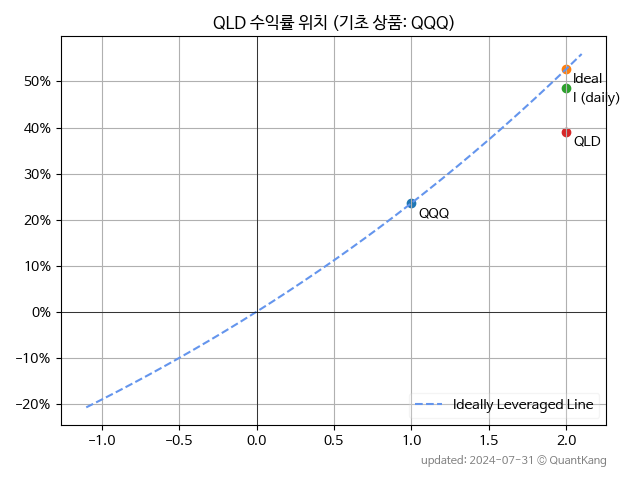 QLD 수익률 위치 (기초 상품: QQQ)
50%
40%
30%
20%
10%
0%
−10%
−20%
Ideal
I (daily)
QLD
QQQ
Ideally Leveraged Line
−1.0 −0.5 0.0 0.5 1.0 1.5 2.0
updated: 2024-07-31 © QuantKang